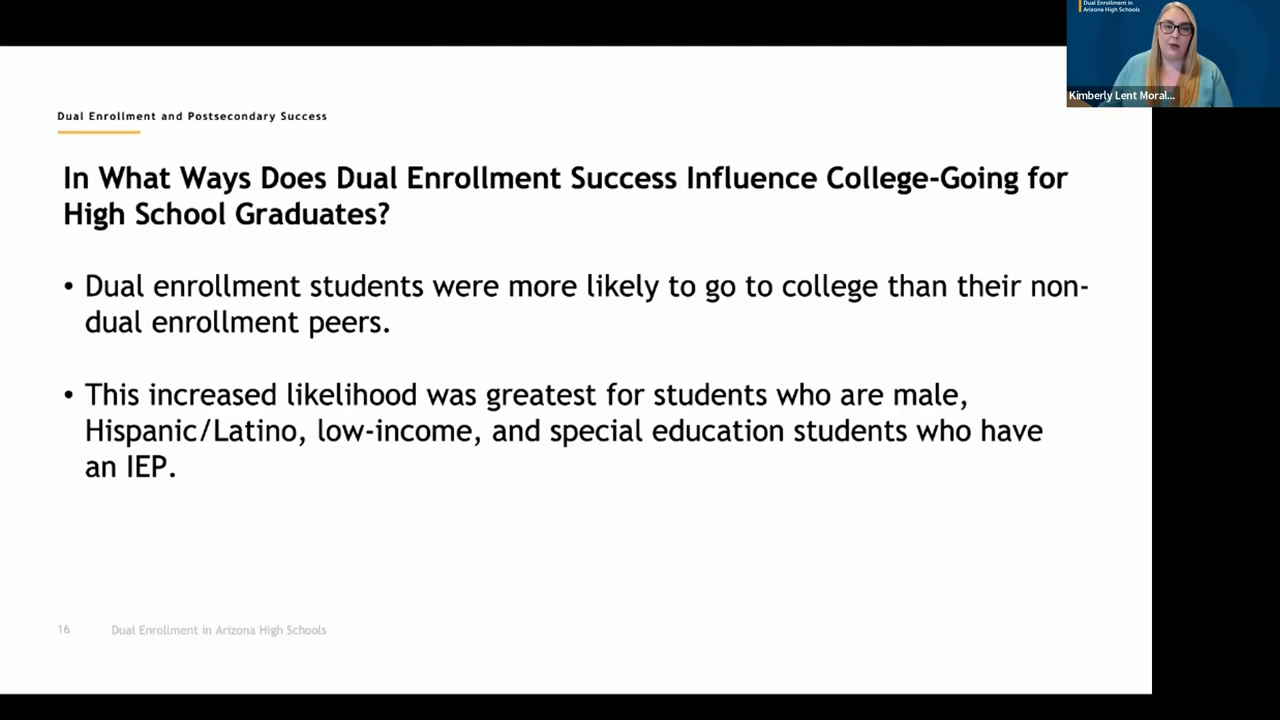 Dual Enrollment in
Arizona High Schools
Kimberly Lent Moral...
Dual Enrollment and Postsecondary Success
In What Ways Does Dual Enrollment Success Influence College-Going for
High School Graduates?
• Dual enrollment students were more likely to go to college than their non-
dual enrollment peers.
• This increased likelihood was greatest for students who are male,
Hispanic/Latino, low-income, and special education students who have
an IEP.
16 Dual Enrollment in Arizona High Schools